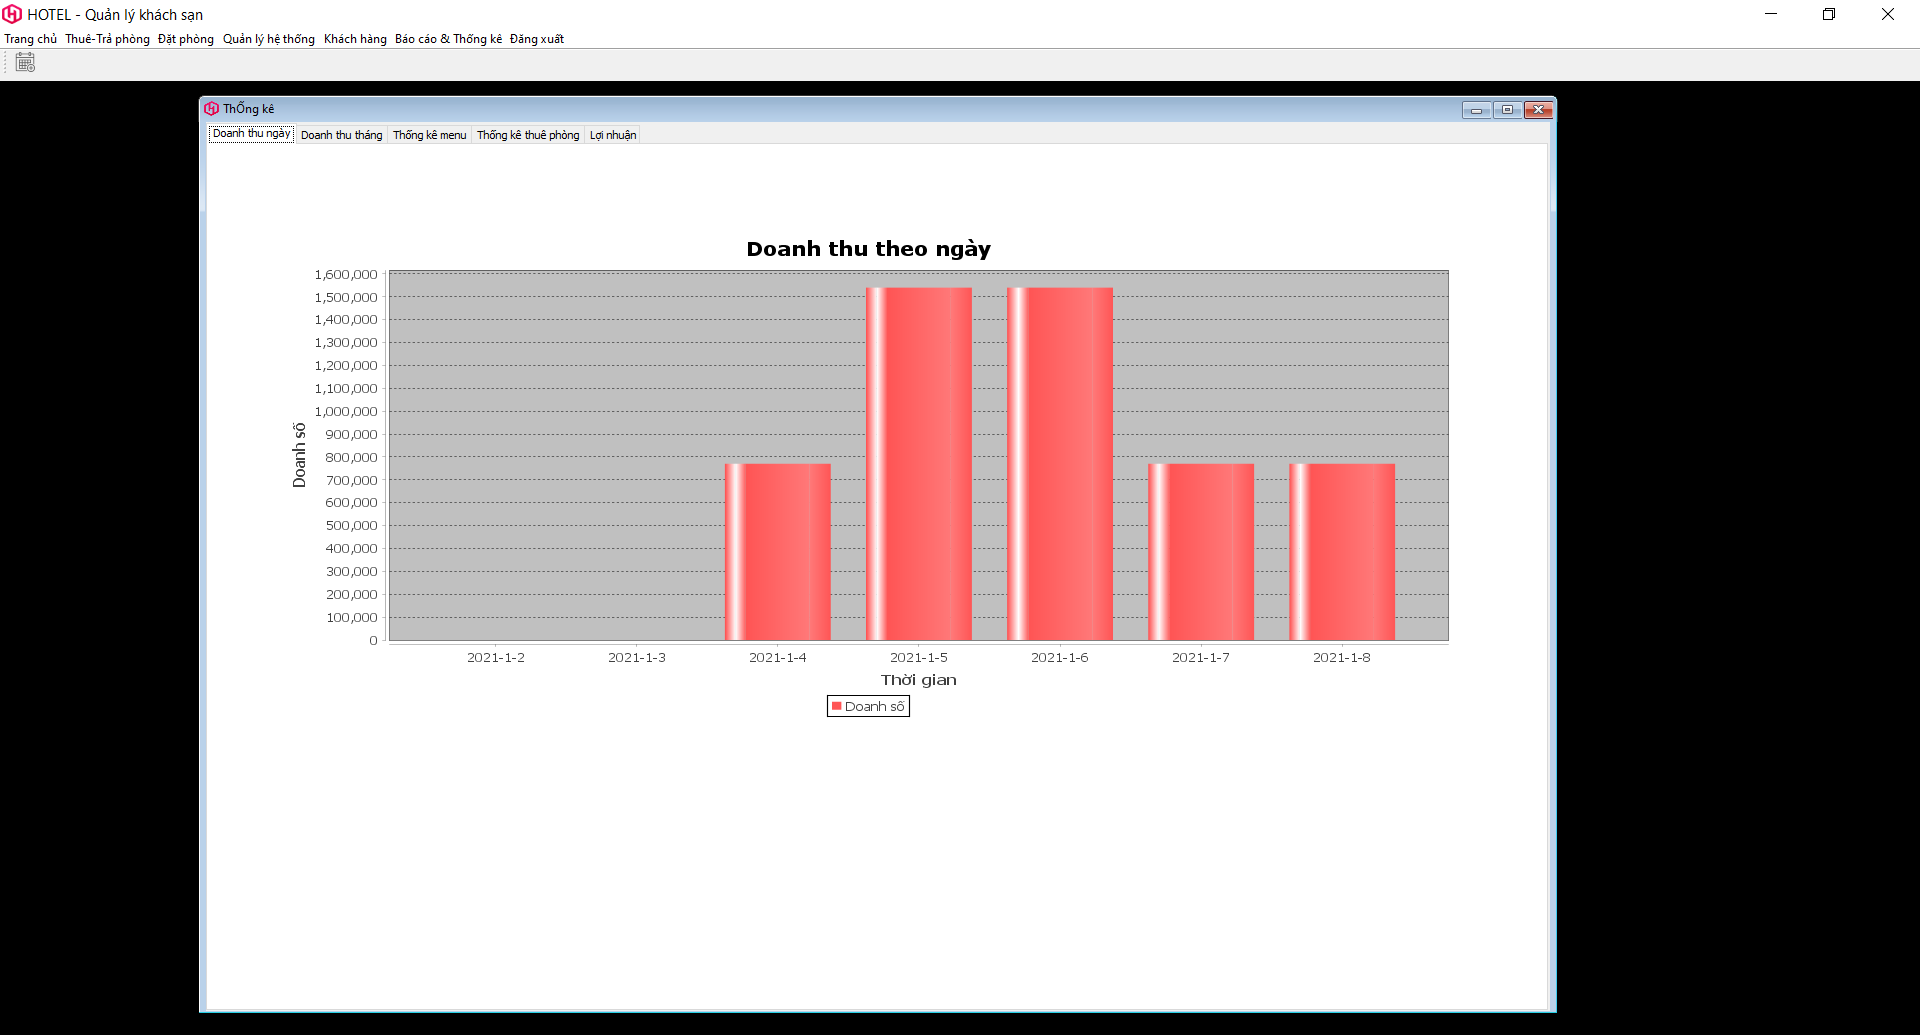 HOTEL - Quản lý khách sạn
Trang chủ Thuê-Trả phòng Đặt phòng Quản lý hệ thống Khách hàng Báo cáo & Thống kê Đăng xuất
ThỐng kê
Doanh thu ngày Doanh thu tháng Thống kê menu Thống kê thuê phòng Lợi nhuận
Doanh thu theo ngày
1,600,000
1,500,000
1,400,000
1,300,000
1,200,000
1,100,000
1,000,000
900,000
800,000
700,000
600,000
500,000
400,000
300,000
200,000
100,000
0
Doanh số
2021-1-2 2021-1-3 2021-1-4 2021-1-5 2021-1-6 2021-1-7 2021-1-8
Thời gian
Doanh số